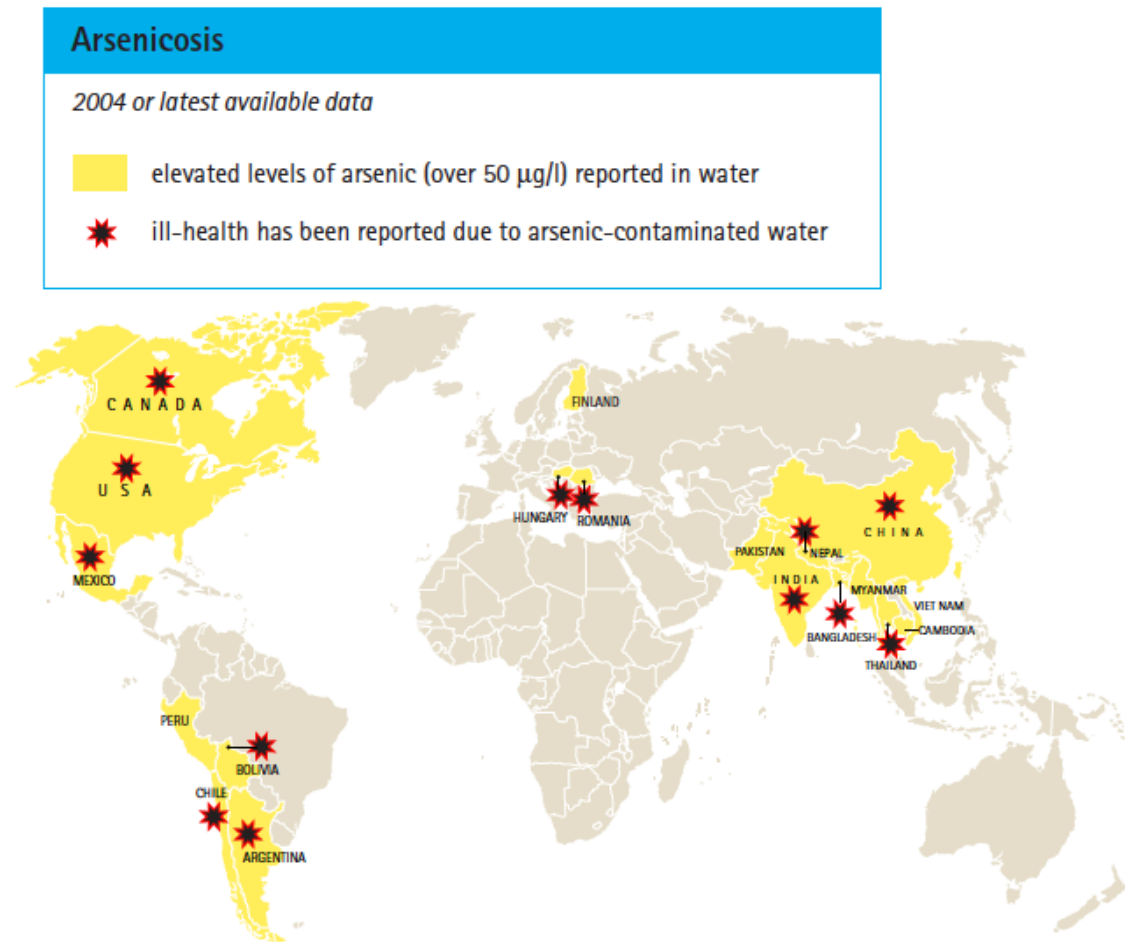 Arsenicosis
2004 or latest available data
elevated levels of arsenic (over 50 µg/l) reported in water
ill-health has been reported due to arsenic-contaminated water
CANADA
FINLAND
USA
HUNGARY
ROMANIA
CHINA
PAKISTAN
NEPAL
MEXICO
INDIA
MYANMAR
VIET NAM
BANGLADESH
CAMBODIA
THAILAND
PERU
BOLIVIA
CHILE
ARGENTINA